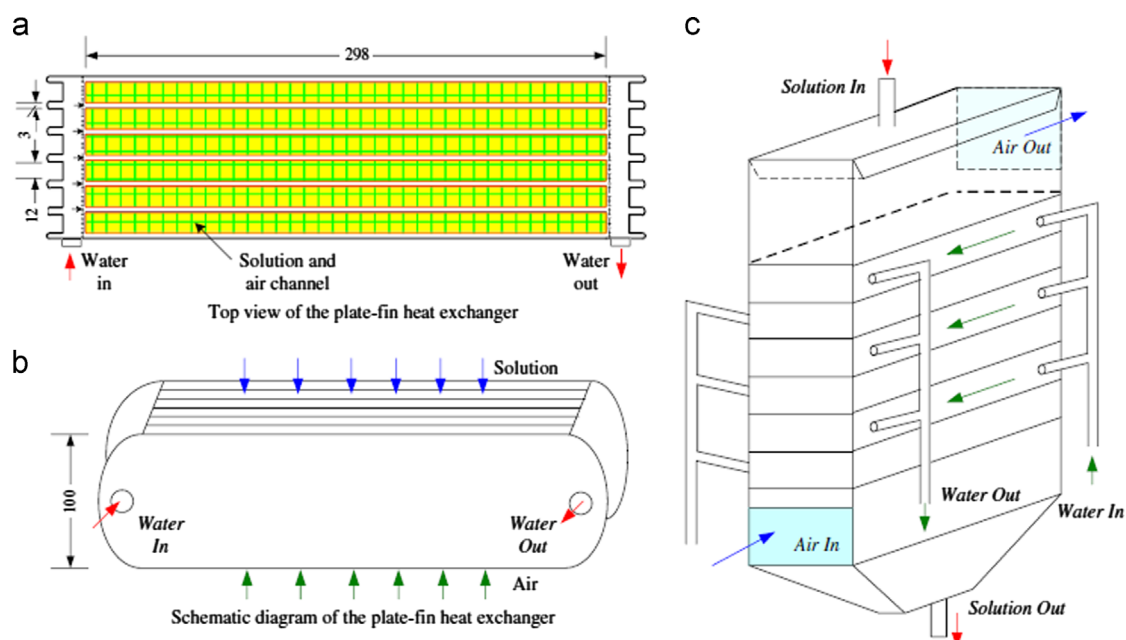 a
298
3
12
Water
in
Solution and
air channel
Water
out
Top view of the plate-fin heat exchanger
b
Solution
100
Water
In
Water
Out
Air
Schematic diagram of the plate-fin heat exchanger
c
Solution In
Air Out
Water Out
Water In
Air In
Solution Out